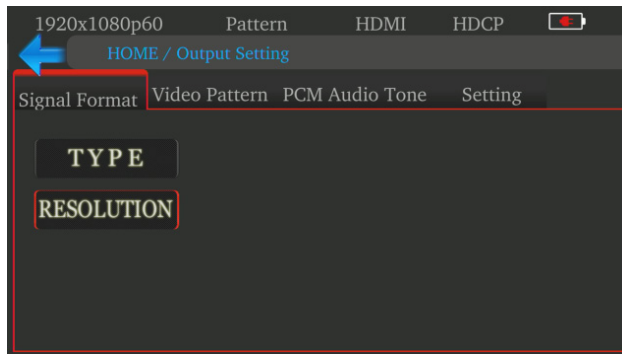 1920x1080p60 Pattern HDMI HDCP
HOME / Output Setting
Signal Format Video Pattern PCM Audio Tone Setting
TYPE
RESOLUTION